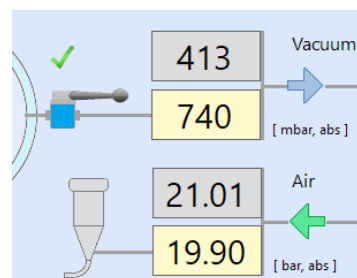 413
Vacuum
740
[ mbar, abs ]
21.01
Air
19.90
[ bar, abs ]